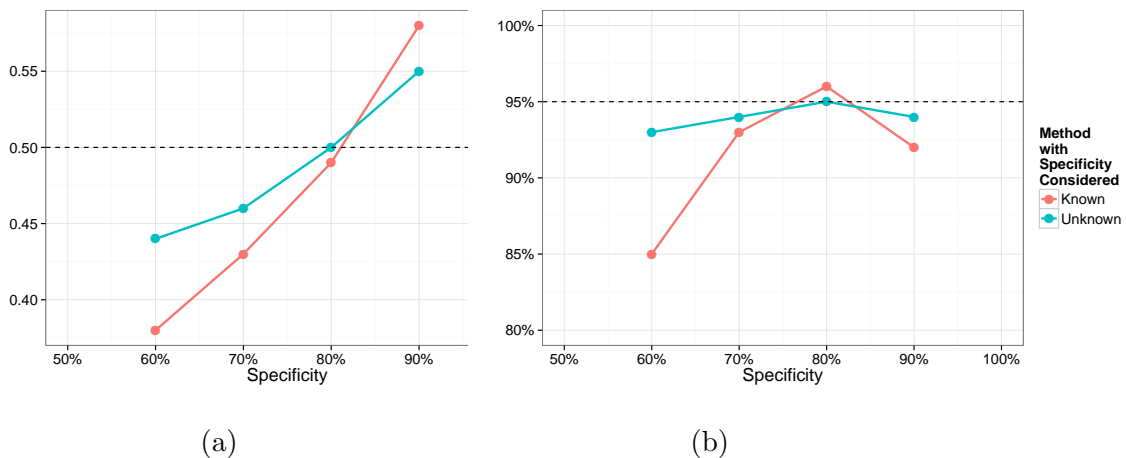 0.55
0.50
0.45
0.40
50% 60% 70% 80% 90%
Specificity
(a)
100%
95%
90%
85%
80%
50% 60% 70% 80% 90% 100%
Specificity
(b)
Method
with
Specificity
Considered
Known
Unknown